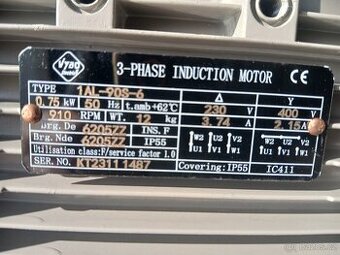 VYBO
3-PHASE INDUCTION MOTOR CE
TYPE 1AL-90S-6 Δ Y
0.75 kW 50 Hz t.amb +62°C 230 V 400 V
910 RPM WT. 12 kg 3.74 A 2.15 A
Brg. De 6205ZZ INS. F W2 U2 V2 W2 U2 V2
Brg. Nde 6205ZZ IP55 U1 V1 W1 U1 V1 W1
Utilisation class:F/service factor 1.0
SER. NO. KT23111487 Covering: IP55 IC411